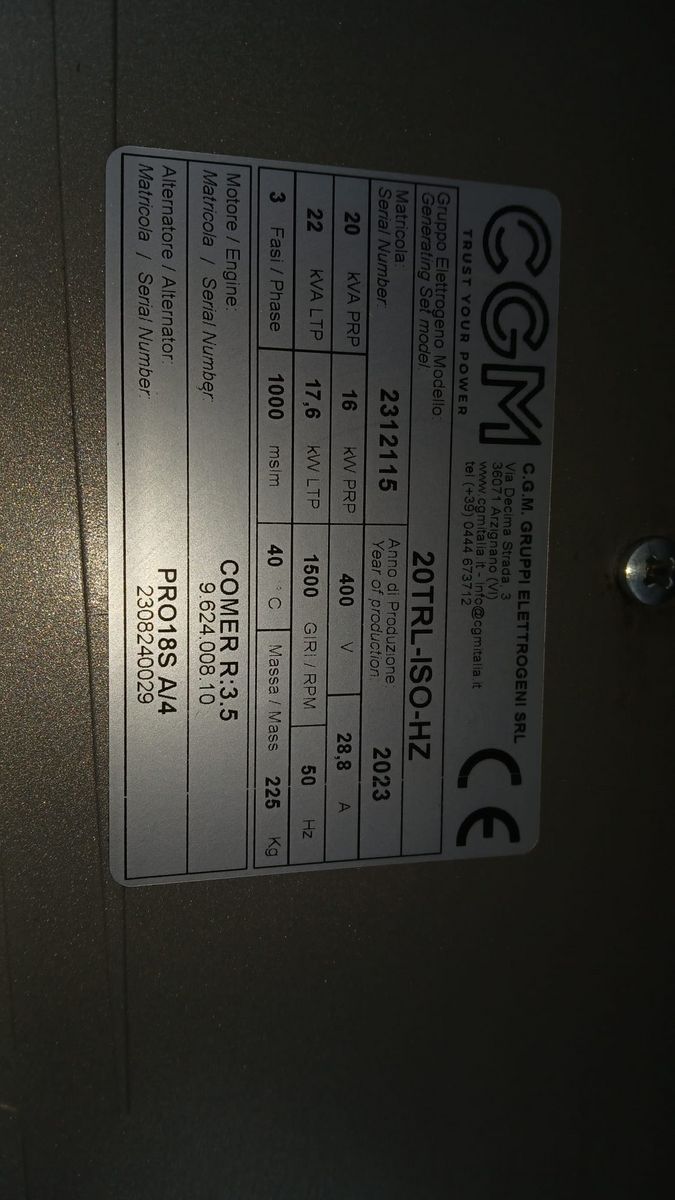 CGM
TRUST YOUR POWER
C.G.M. GRUPPI ELETTROGENI SRL
Via Decima Strada, 3
36071 Arzignano (VI)
www.cgmitalia.it - info@cgmitalia.it
tel (+39) 0444 673712
CE
Gruppo Elettrogeno Modello:
Generating Set model:
20TRL-ISO-HZ
Matricola:
Serial Number:
2312115
Anno di Produzione
Year of production:
2023
20 kVA PRP 16 kW PRP 400 V 28,8 A
22 kVA LTP 17,6 kW LTP 1500 GIRI / RPM 50 Hz
3 Fasi / Phase 1000 mslm 40 °C Massa / Mass 225 Kg
Motore / Engine: COMER R:3.5
Matricola / Serial Number: 9.624.008.10
Alternatore / Alternator: PRO18S A/4
Matricola / Serial Number: 2308240029